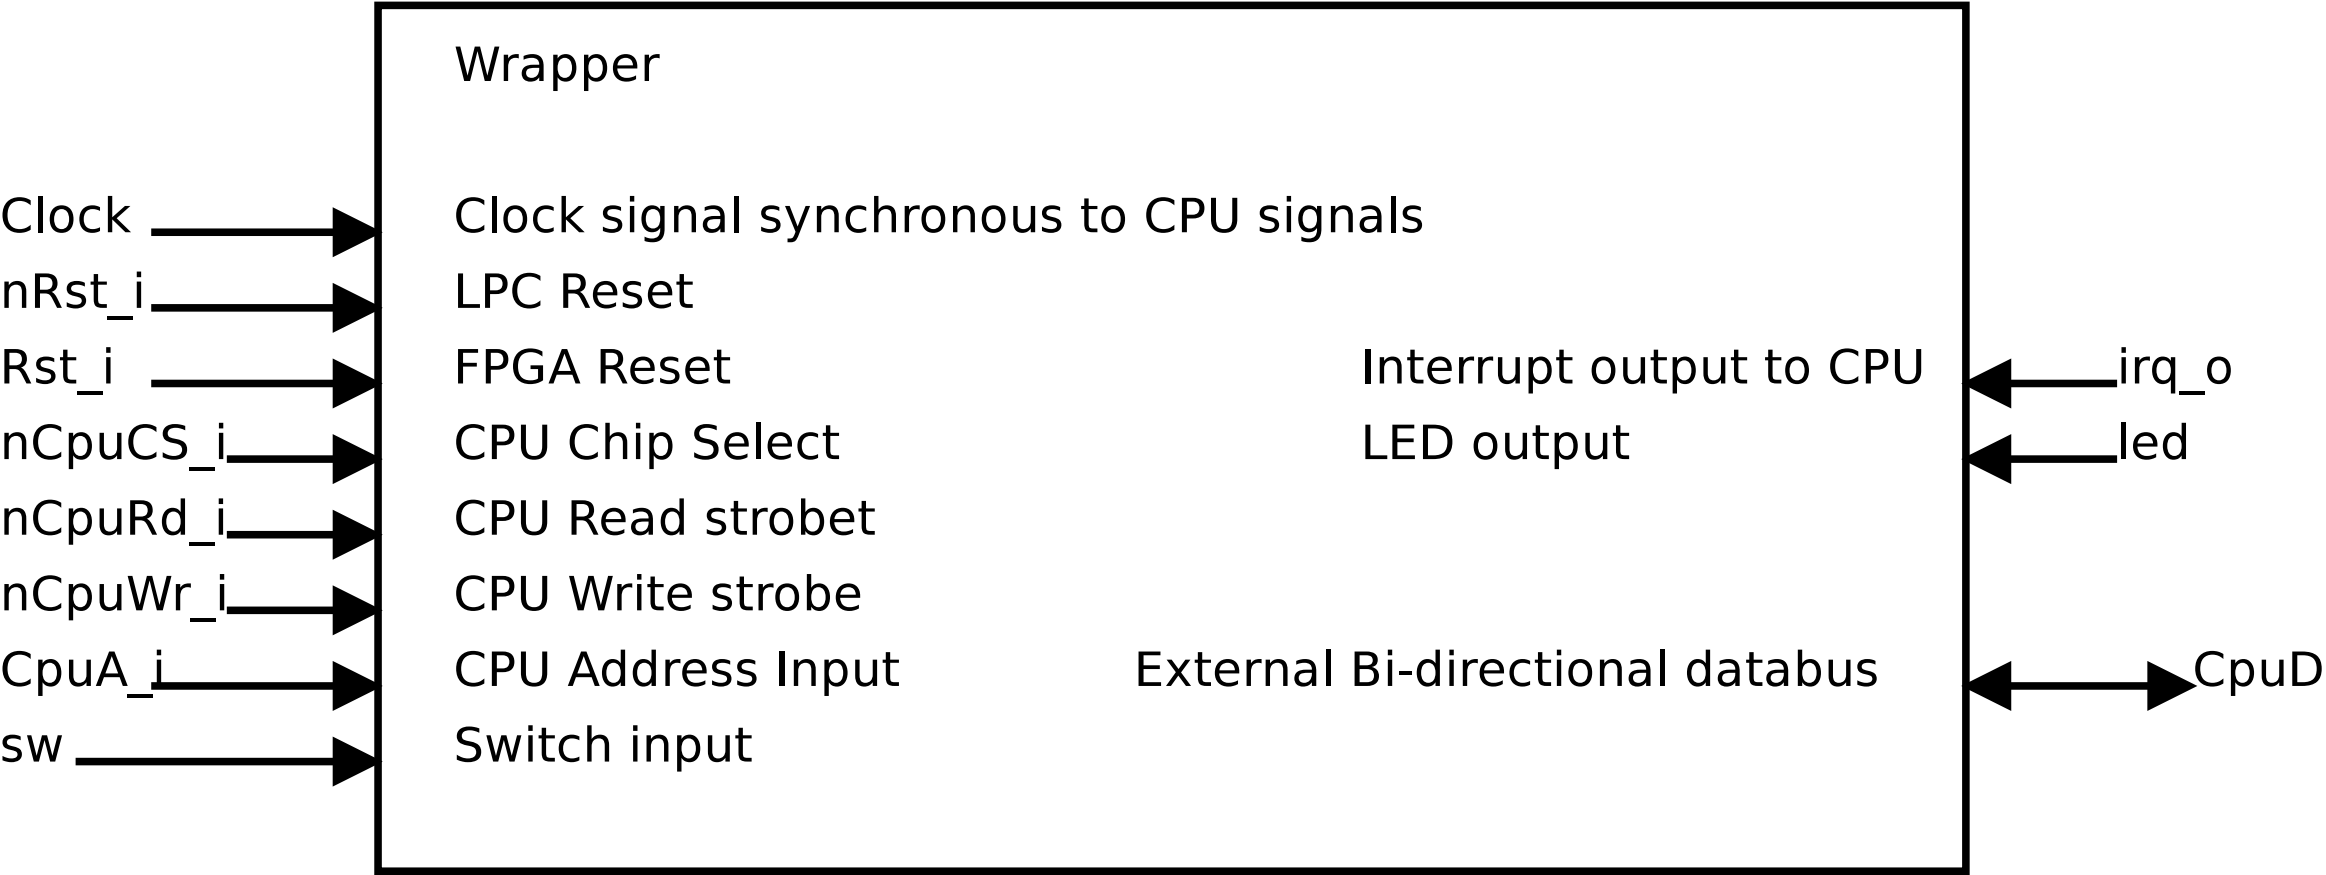 Wrapper
Clock Clock signal synchronous to CPU signals
nRst_i LPC Reset
Rst_i FPGA Reset Interrupt output to CPU irq_o
nCpuCS_i CPU Chip Select LED output led
nCpuRd_i CPU Read strobet
nCpuWr_i CPU Write strobe
CpuA_i CPU Address Input External Bi-directional databus CpuD
sw Switch input